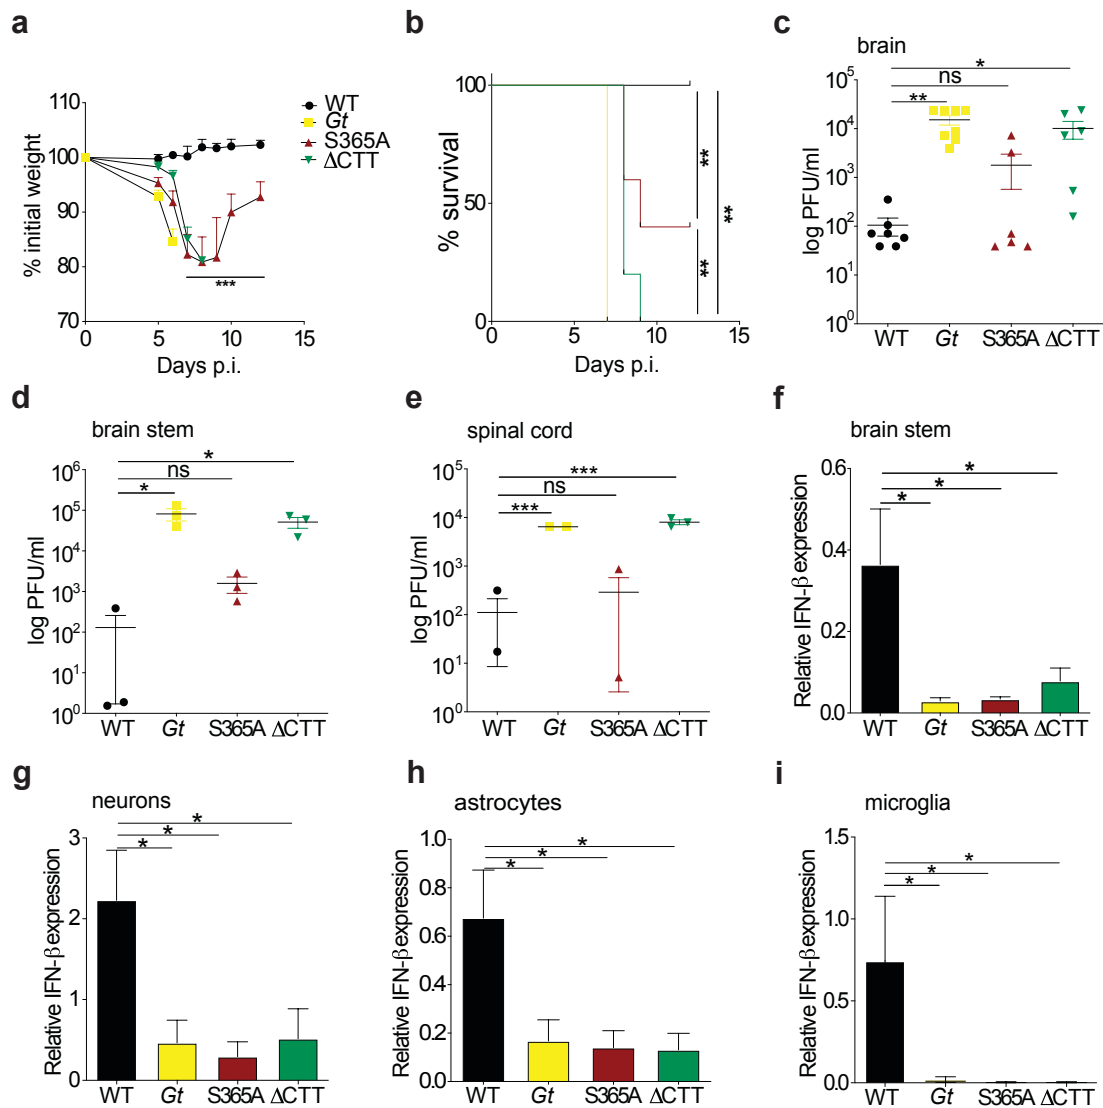 a
110
100
90
80
70
0
5
10
15
% initial weight
Days p.i.
WT
Gt
S365A
ΔCTT
***
b
100
50
0
0
5
10
15
% survival
Days p.i.
**
**
**
c
brain
*
ns
**
10^5
10^4
10^3
10^2
10^1
10^0
log PFU/ml
WT Gt S365A ΔCTT
d
brain stem
*
ns
*
10^6
10^5
10^4
10^3
10^2
10^1
10^0
log PFU/ml
WT Gt S365A ΔCTT
e
spinal cord
***
ns
***
10^5
10^4
10^3
10^2
10^1
10^0
log PFU/ml
WT Gt S365A ΔCTT
f
brain stem
*
*
*
0.6
0.4
0.2
0.0
Relative IFN-β expression
WT Gt S365A ΔCTT
g
neurons
*
*
*
3
2
1
0
Relative IFN-β expression
WT Gt S365A ΔCTT
h
astrocytes
*
*
*
1.0
0.8
0.6
0.4
0.2
0.0
Relative IFN-β expression
WT Gt S365A ΔCTT
i
microglia
*
*
*
1.5
1.0
0.5
0.0
Relative IFN-β expression
WT Gt S365A ΔCTT